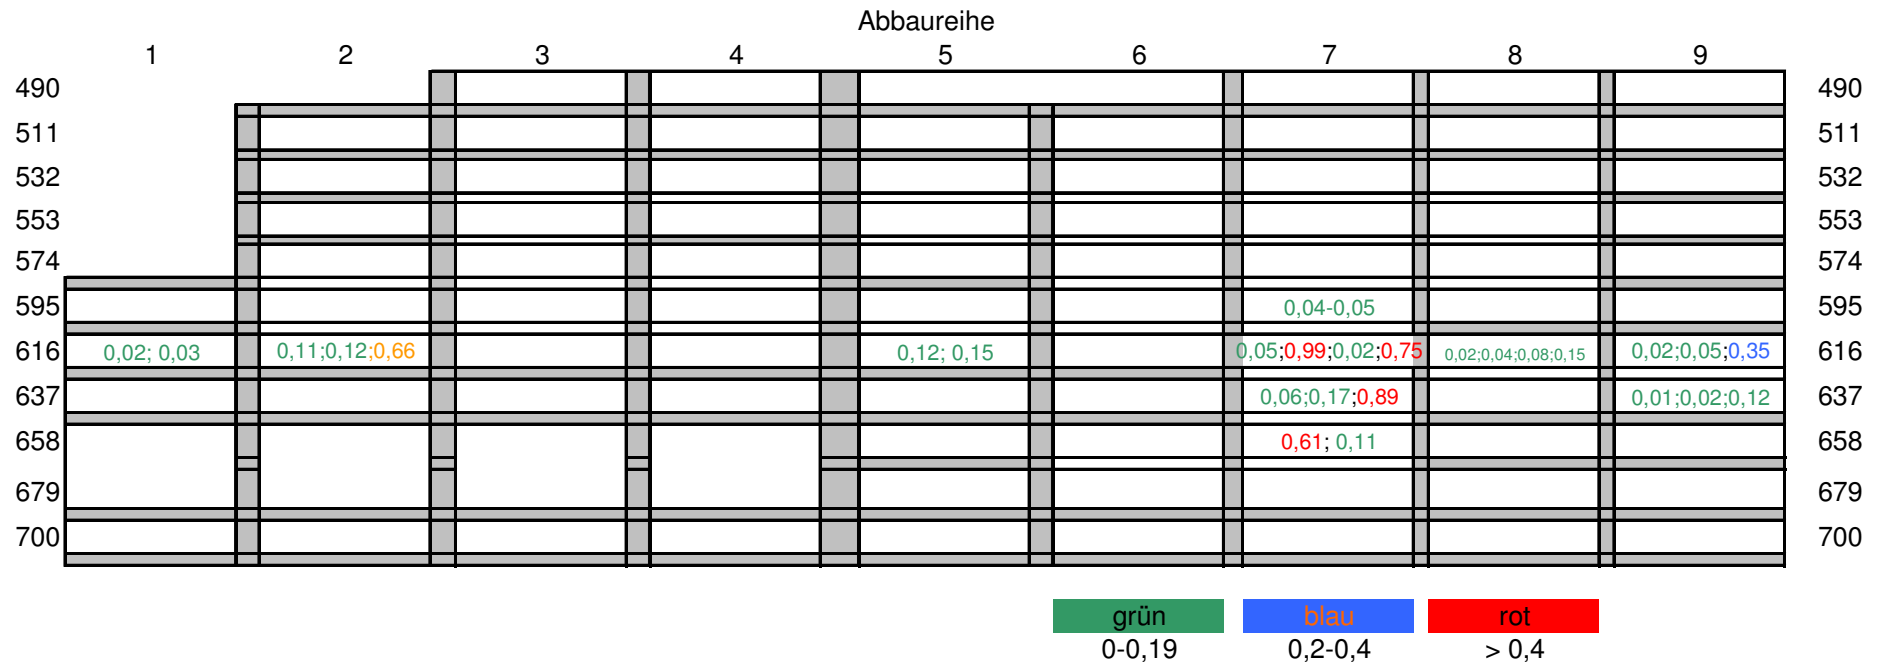 Abbaureihe
1 2 3 4 5 6 7 8 9
490 490
511 511
532 532
553 553
574 574
595 0,04-0,05 595
616 0,02; 0,03 0,11;0,12;0,66 0,12; 0,15 0,05;0,99;0,02;0,75 0,02;0,04;0,08;0,15 0,02;0,05;0,35 616
637 0,06;0,17;0,89 0,01;0,02;0,12 637
658 0,61; 0,11 658
679 679
700 700
grün blau rot
0-0,19 0,2-0,4 > 0,4